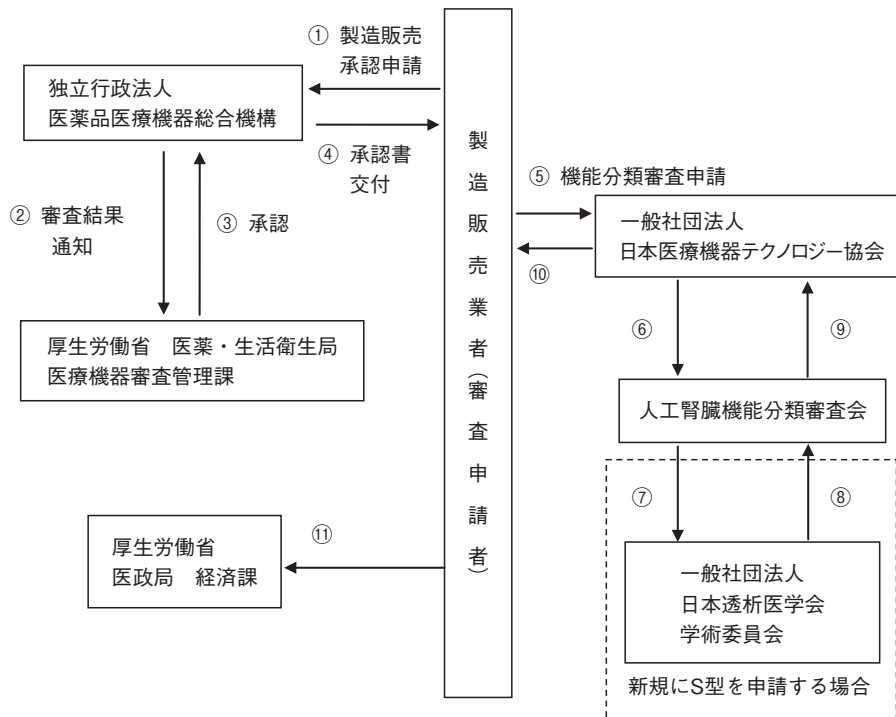 ① 製造販売
承認申請
独立行政法人
医薬品医療機器総合機構
④ 承認書
交付
② 審査結果
通知
③ 承認
厚生労働省　医薬・生活衛生局
医療機器審査管理課
製造販売業者（審査申請者）
⑤ 機能分類審査申請
一般社団法人
日本医療機器テクノロジー協会
⑩
⑥
⑨
人工腎臓機能分類審査会
⑦
⑧
⑪
厚生労働省
医政局　経済課
一般社団法人
日本透析医学会
学術委員会
新規にS型を申請する場合